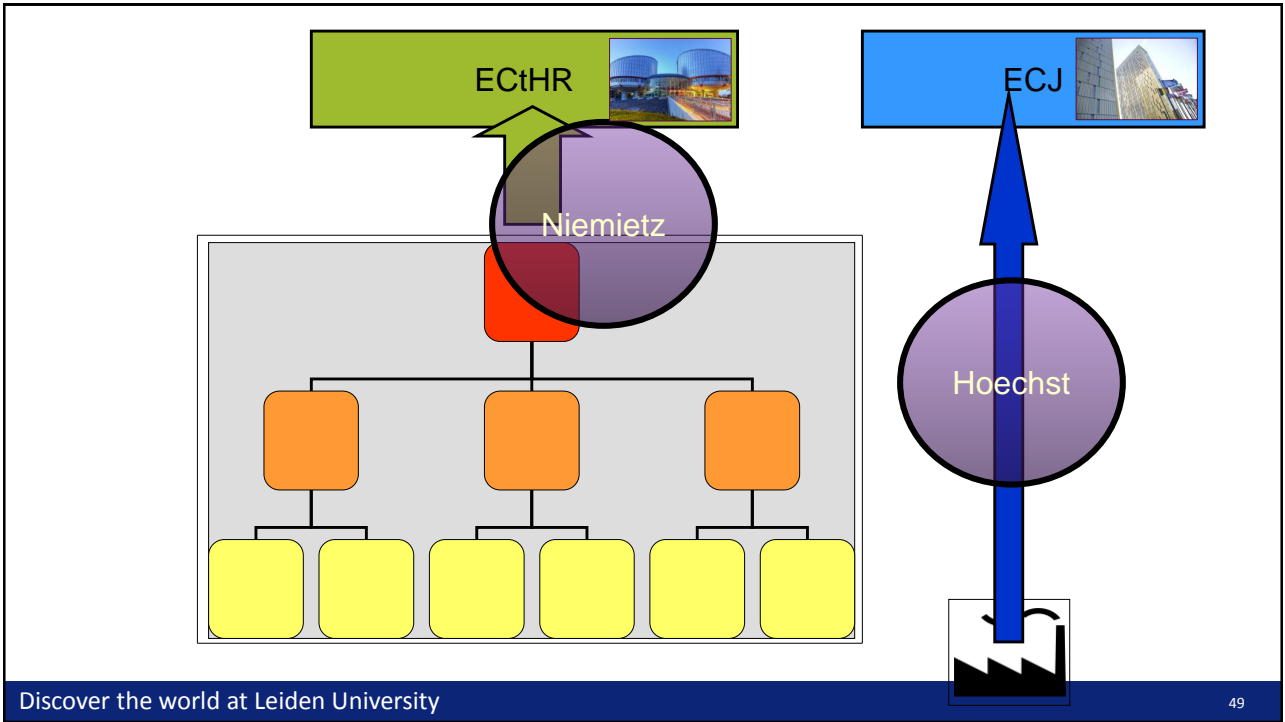 ECtHR
ECJ
Niemietz
Hoechst
Discover the world at Leiden University
49